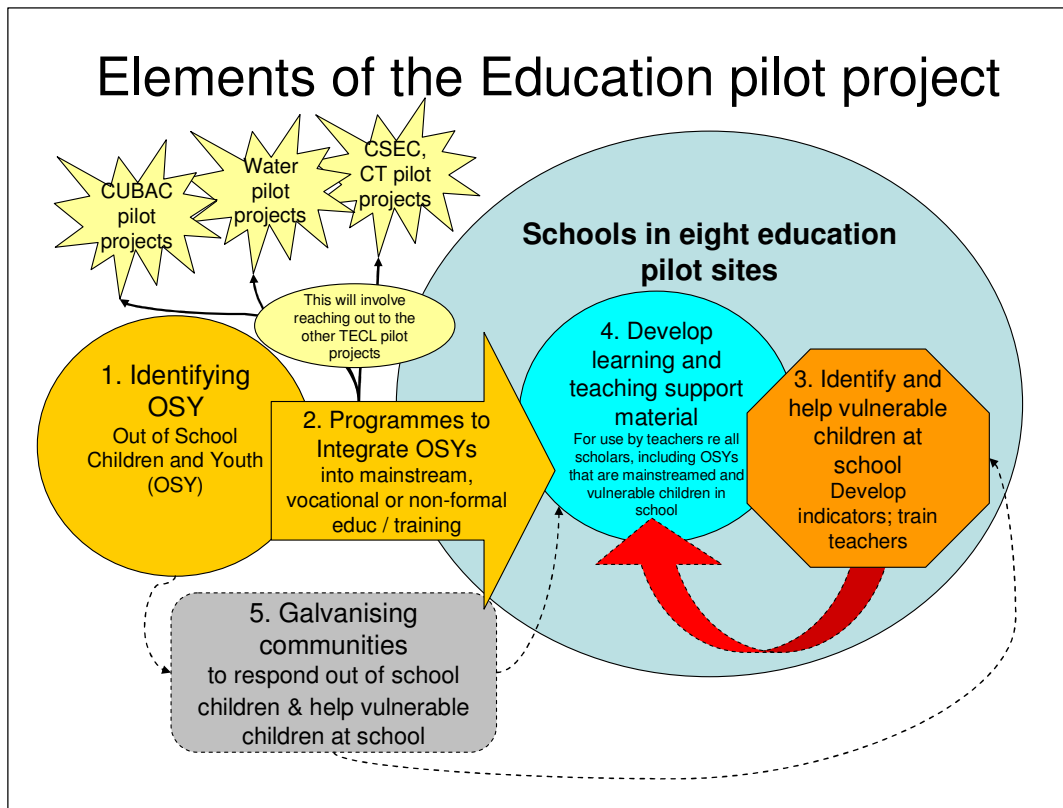 Elements of the Education pilot project
CUBAC
pilot
projects
Water
pilot
projects
CSEC,
CT pilot
projects
Schools in eight education
pilot sites
This will involve
reaching out to the
other TECL pilot
projects
1. Identifying
OSY
Out of School
Children and Youth
(OSY)
2. Programmes to
Integrate OSYs
into mainstream,
vocational or non-formal
educ / training
4. Develop
learning and
teaching support
material
For use by teachers re all
scholars, including OSYs
that are mainstreamed and
vulnerable children in
school
3. Identify and
help vulnerable
children at
school
Develop
indicators; train
teachers
5. Galvanising
communities
to respond out of school
children & help vulnerable
children at school